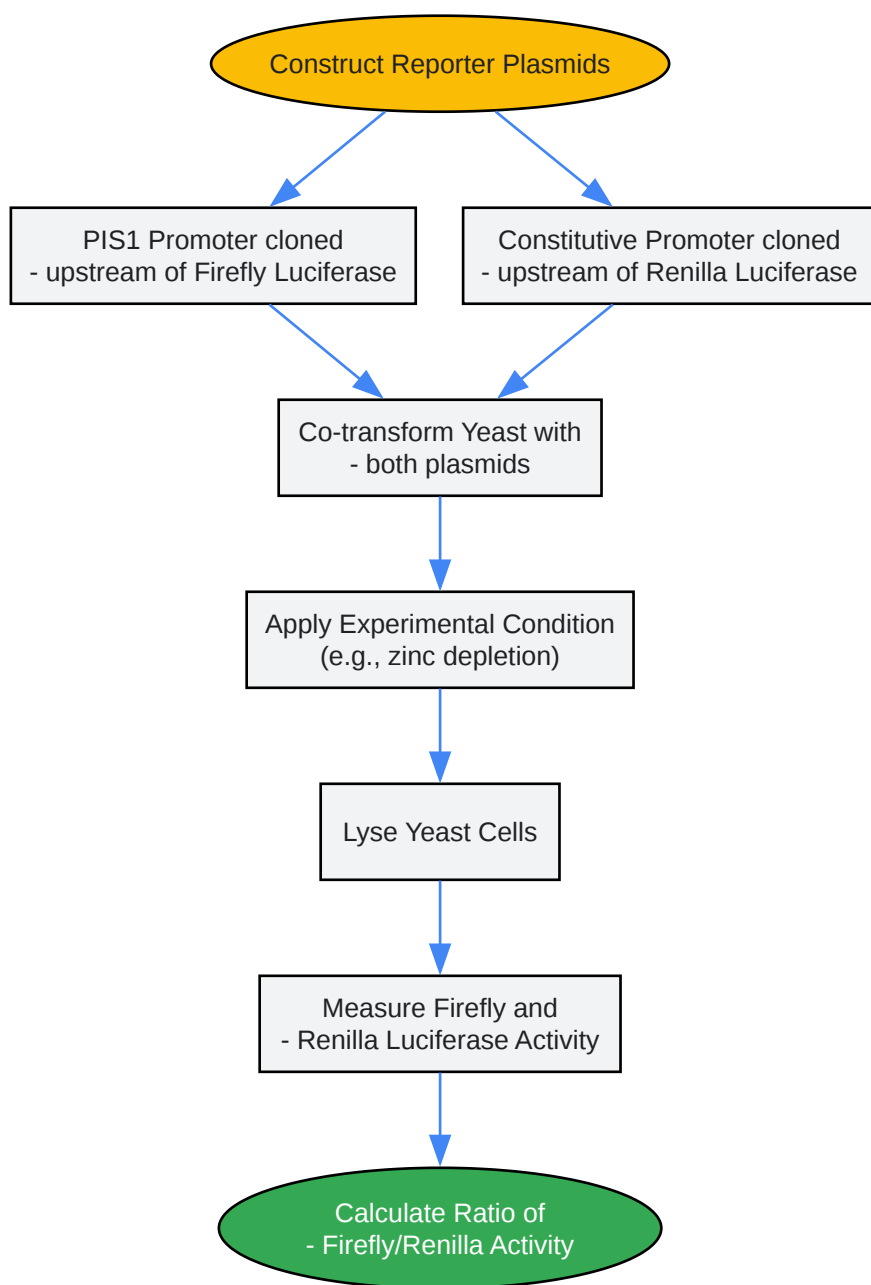 Construct Reporter Plasmids
PIS1 Promoter cloned
- upstream of Firefly Luciferase
Constitutive Promoter cloned
- upstream of Renilla Luciferase
Co-transform Yeast with
- both plasmids
Apply Experimental Condition
(e.g., zinc depletion)
Lyse Yeast Cells
Measure Firefly and
- Renilla Luciferase Activity
Calculate Ratio of
- Firefly/Renilla Activity